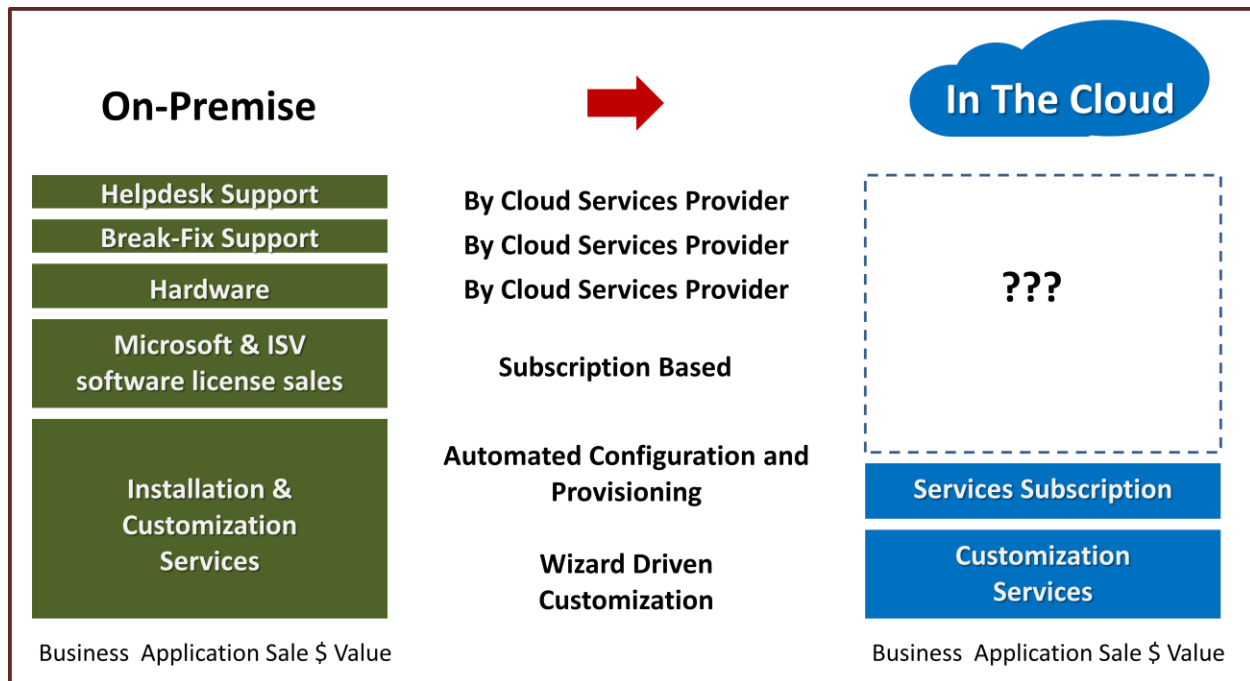 On-Premise
In The Cloud
Helpdesk Support
Break-Fix Support
Hardware
Microsoft & ISV
software license sales
Installation &
Customization
Services
Business  Application Sale $ Value
By Cloud Services Provider
By Cloud Services Provider
By Cloud Services Provider
Subscription Based
Automated Configuration and
Provisioning
Wizard Driven
Customization
???
Services Subscription
Customization
Services
Business  Application Sale $ Value